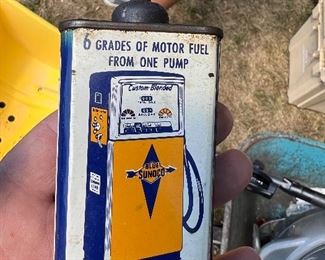 6 GRADES OF MOTOR FUEL
FROM ONE PUMP
Custom Blended
BLUE
SUNOCO